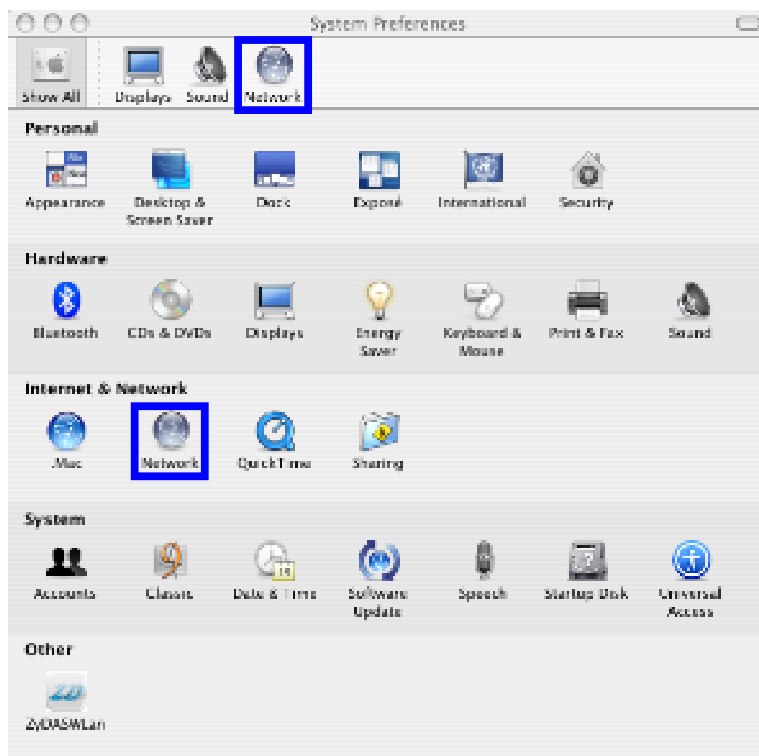 System Preferences
Show All Displays Sound Network
Personal
Appearance Desktop & Screen Saver Dock Exposé International Security
Hardware
Bluetooth CDs & DVDs Displays Energy Saver Keyboard & Mouse Print & Fax Sound
Internet & Network
.Mac Network QuickTime Sharing
System
Accounts Classic Date & Time Software Update Speech Startup Disk Universal Access
Other
ZyDASWLan